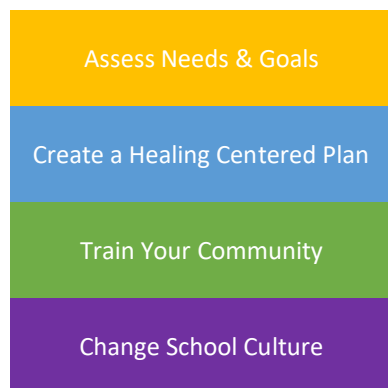 Assess Needs & Goals
Create a Healing Centered Plan
Train Your Community
Change School Culture